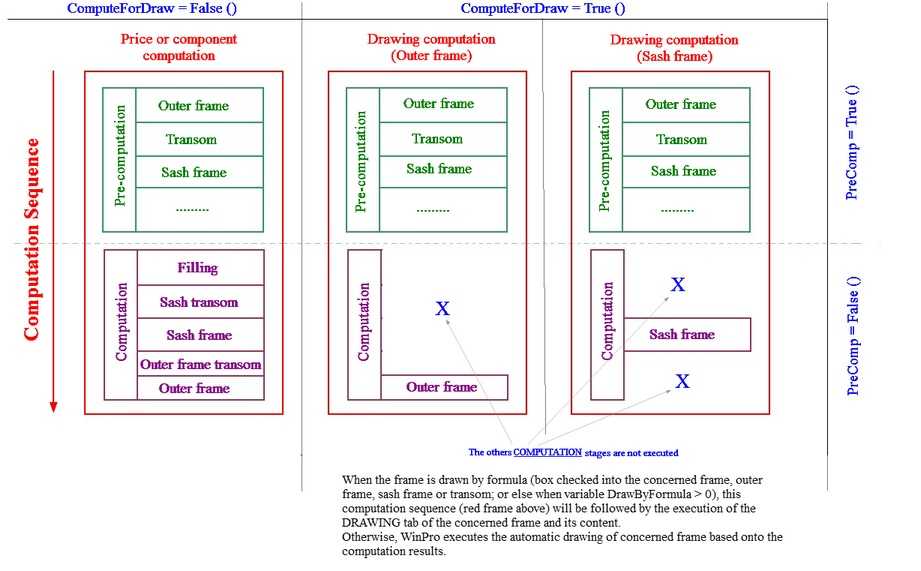 ComputeForDraw = False ()
ComputeForDraw = True ()
Price or component
computation
Drawing computation
(Outer frame)
Drawing computation
(Sash frame)
Computation Sequence
Pre-computation
Outer frame
Transom
Sash frame
.........
Pre-computation
Outer frame
Transom
Sash frame
.........
Pre-computation
Outer frame
Transom
Sash frame
.........
PreComp = True ()
Computation
Filling
Sash transom
Sash frame
Outer frame transom
Outer frame
Computation
X
Outer frame
Computation
X
Sash frame
X
PreComp = False ()
The others COMPUTATION stages are not executed
When the frame is drawn by formula (box checked into the concerned frame, outer
frame, sash frame or transom; or else when variable DrawByFormula > 0), this
computation sequence (red frame above) will be followed by the execution of the
DRAWING tab of the concerned frame and its content.
Otherwise, WinPro executes the automatic drawing of concerned frame based onto the
computation results.